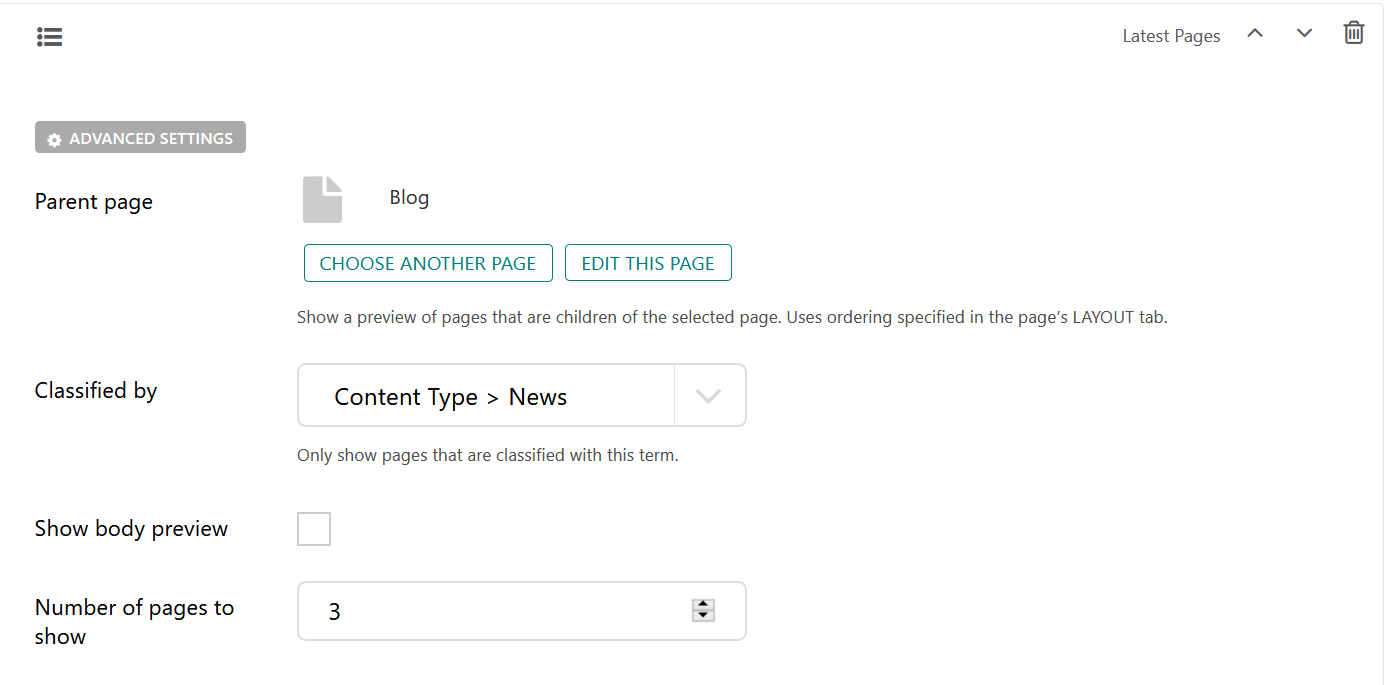 Latest Pages
ADVANCED SETTINGS
Parent page
Blog
CHOOSE ANOTHER PAGE
EDIT THIS PAGE
Show a preview of pages that are children of the selected page. Uses ordering specified in the page’s LAYOUT tab.
Classified by
Content Type > News
Only show pages that are classified with this term.
Show body preview
Number of pages to
show
3